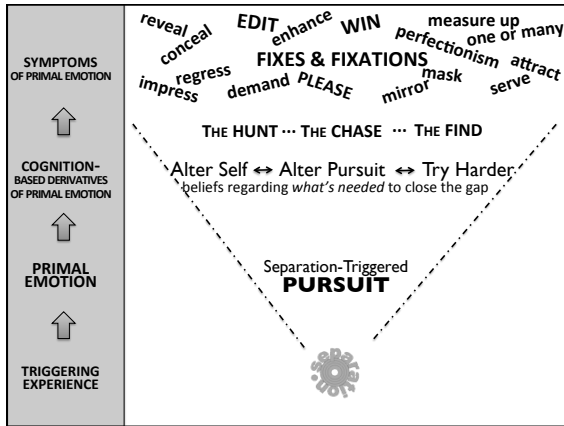 SYMPTOMS
OF PRIMAL EMOTION
COGNITION-
BASED DERIVATIVES
OF PRIMAL EMOTION
PRIMAL
EMOTION
TRIGGERING
EXPERIENCE
reveal
conceal
EDIT
enhance
WIN
measure up
one or many
perfectionism
FIXES & FIXATIONS
attract
impress
regress
demand
PLEASE
mirror
mask
serve
THE HUNT ··· THE CHASE ··· THE FIND
Alter Self ↔ Alter Pursuit ↔ Try Harder
beliefs regarding what's needed to close the gap
Separation-Triggered
PURSUIT
separation